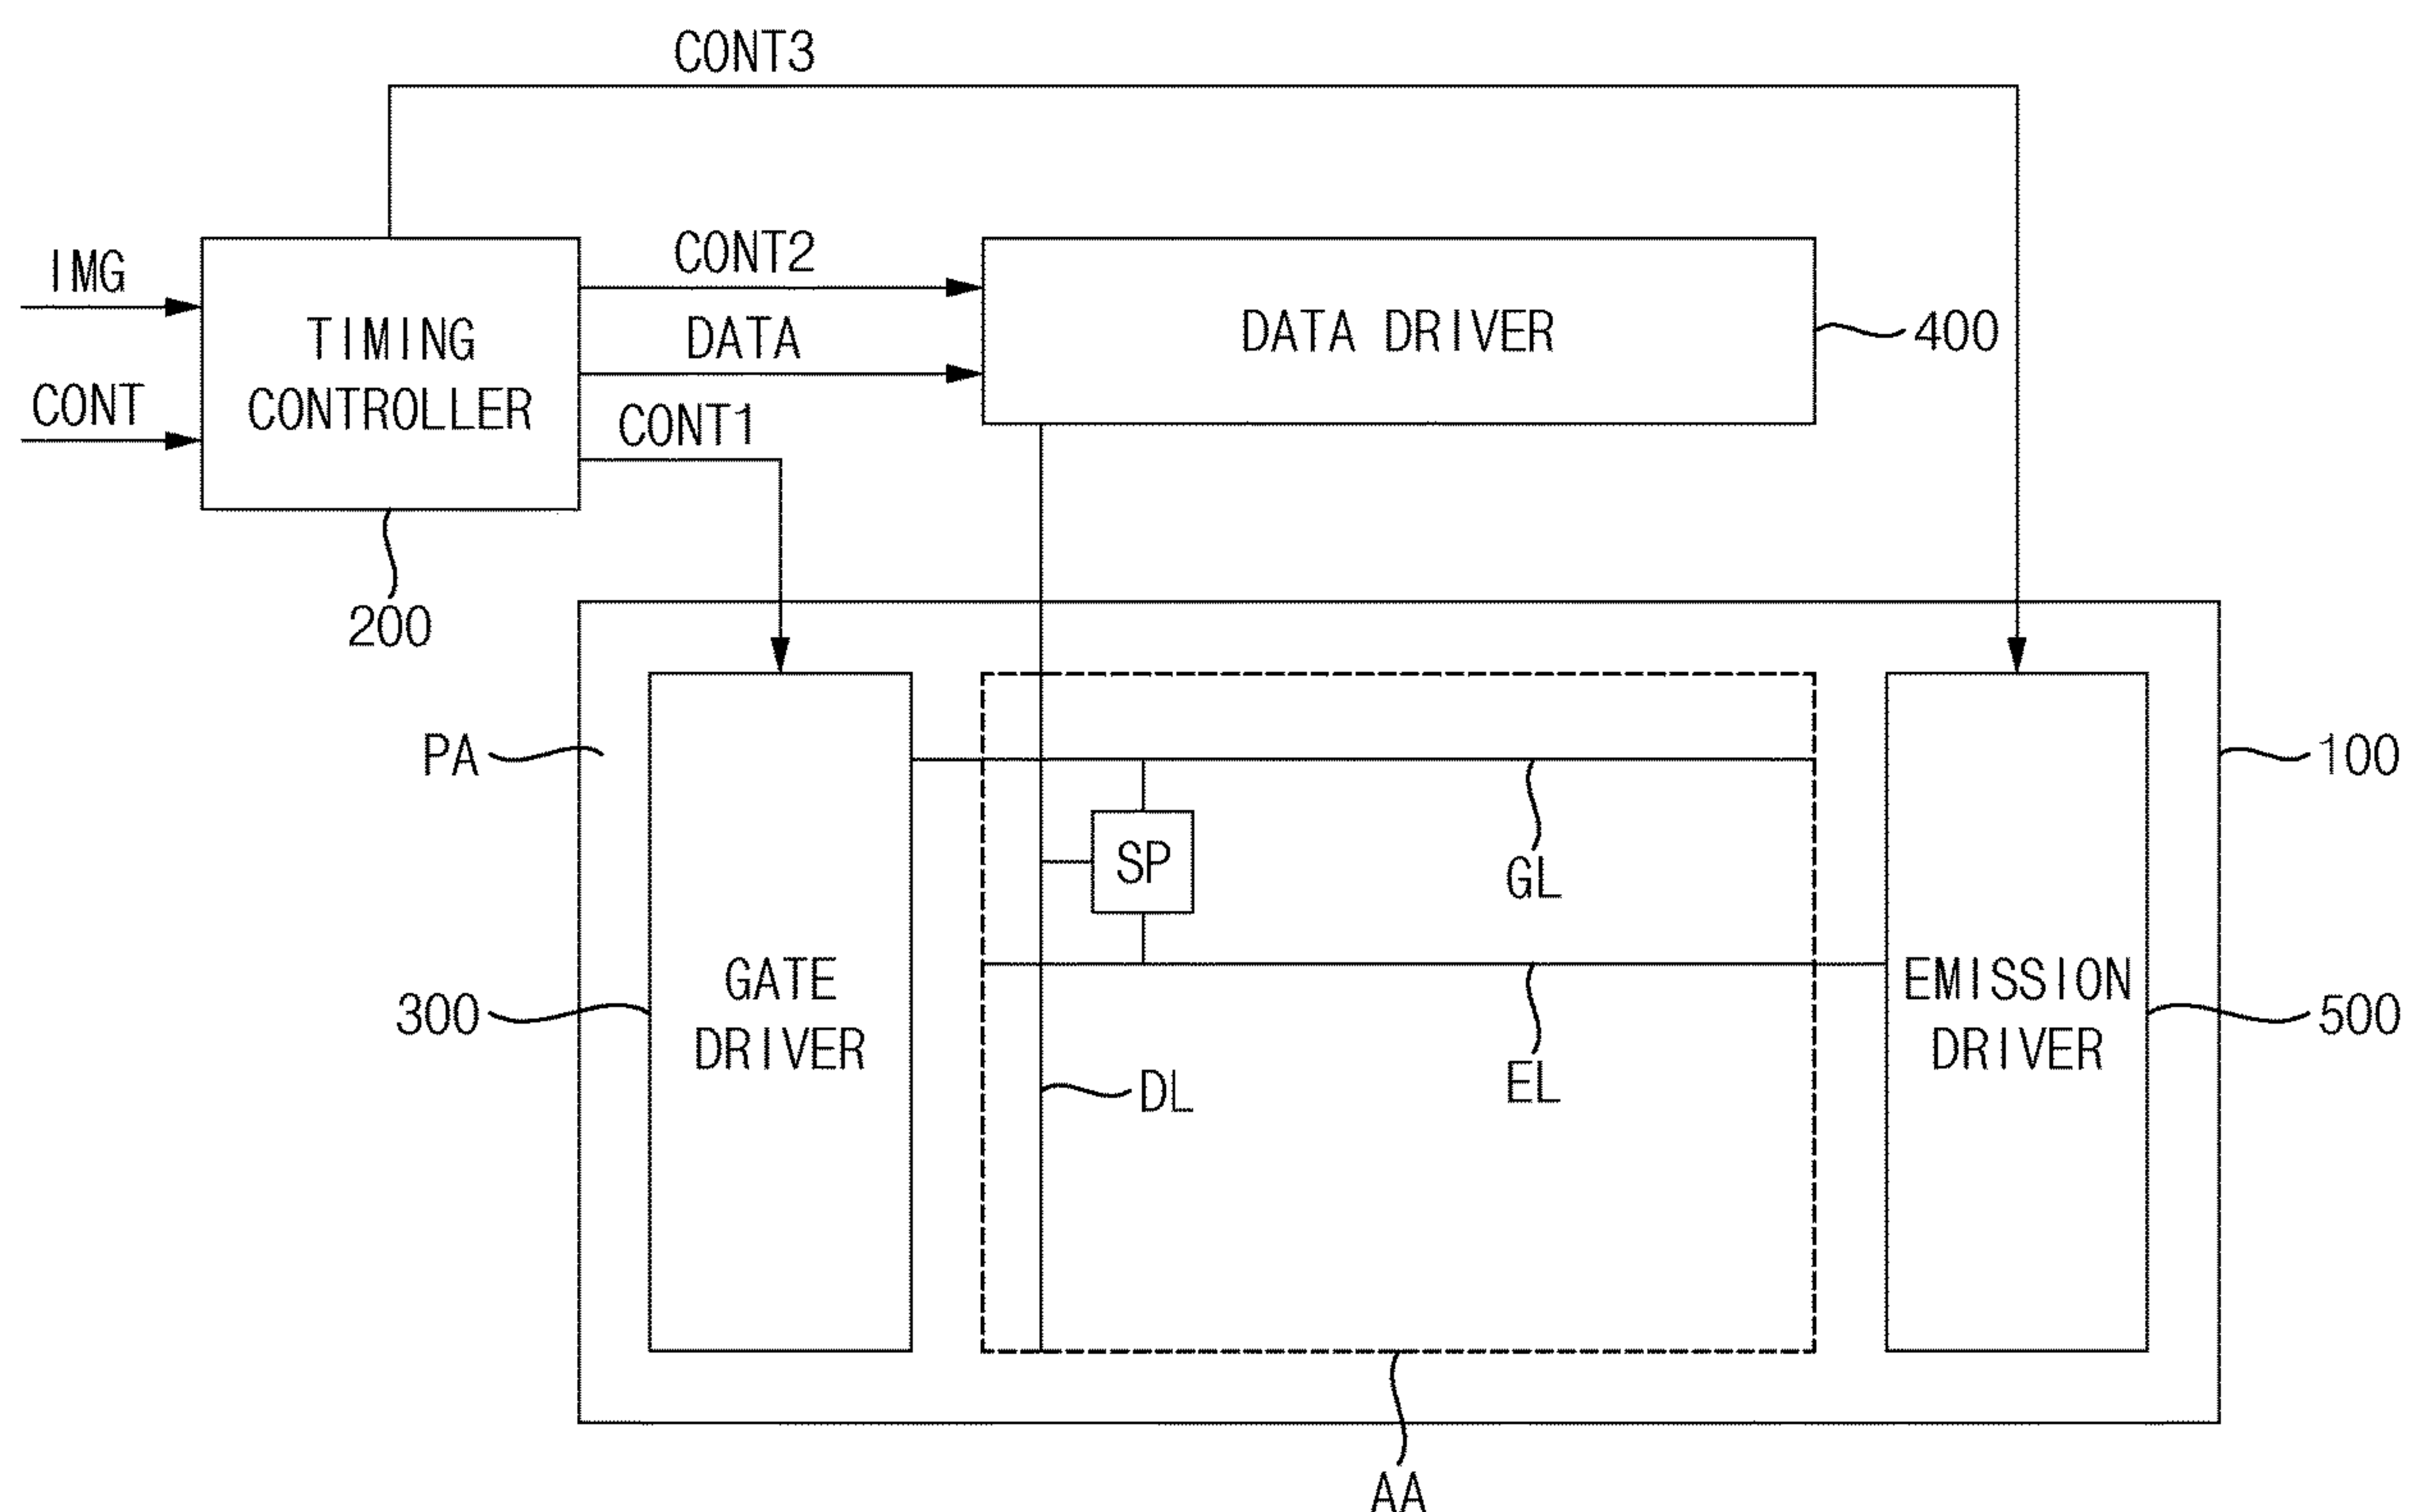 CONT3
IMG
CONT
TIMING
CONTROLLER
CONT2
DATA
CONT1
DATA DRIVER
400
200
PA
100
SP
GL
GATE
DRIVER
300
EMISSION
DRIVER
500
EL
DL
AA